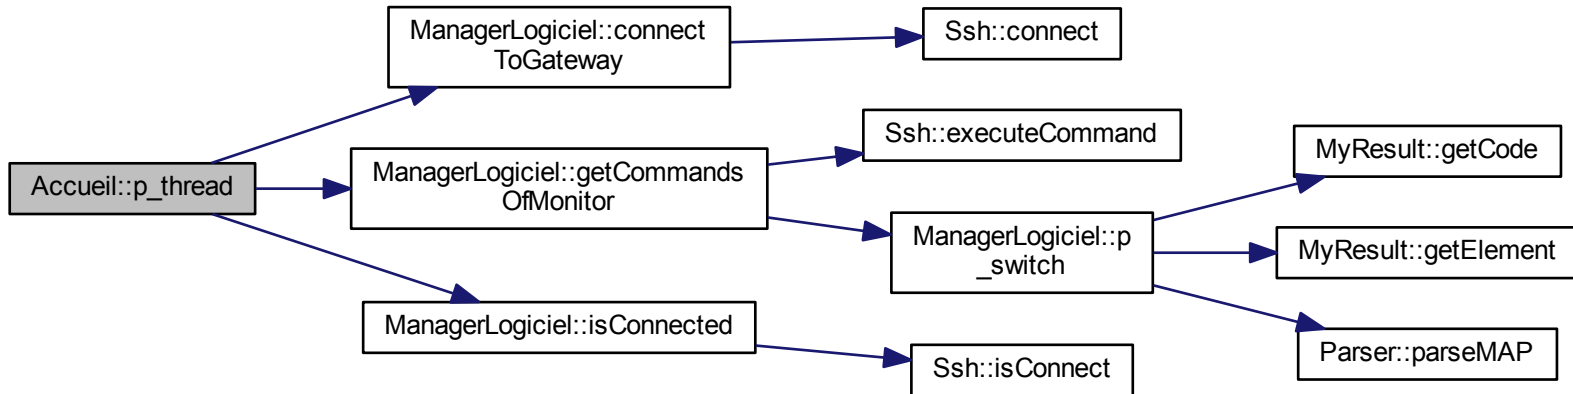 Accueil::p_thread
ManagerLogiciel::connect
ToGateway
Ssh::connect
ManagerLogiciel::getCommands
OfMonitor
Ssh::executeCommand
ManagerLogiciel::p
_switch
MyResult::getCode
MyResult::getElement
Parser::parseMAP
ManagerLogiciel::isConnected
Ssh::isConnect